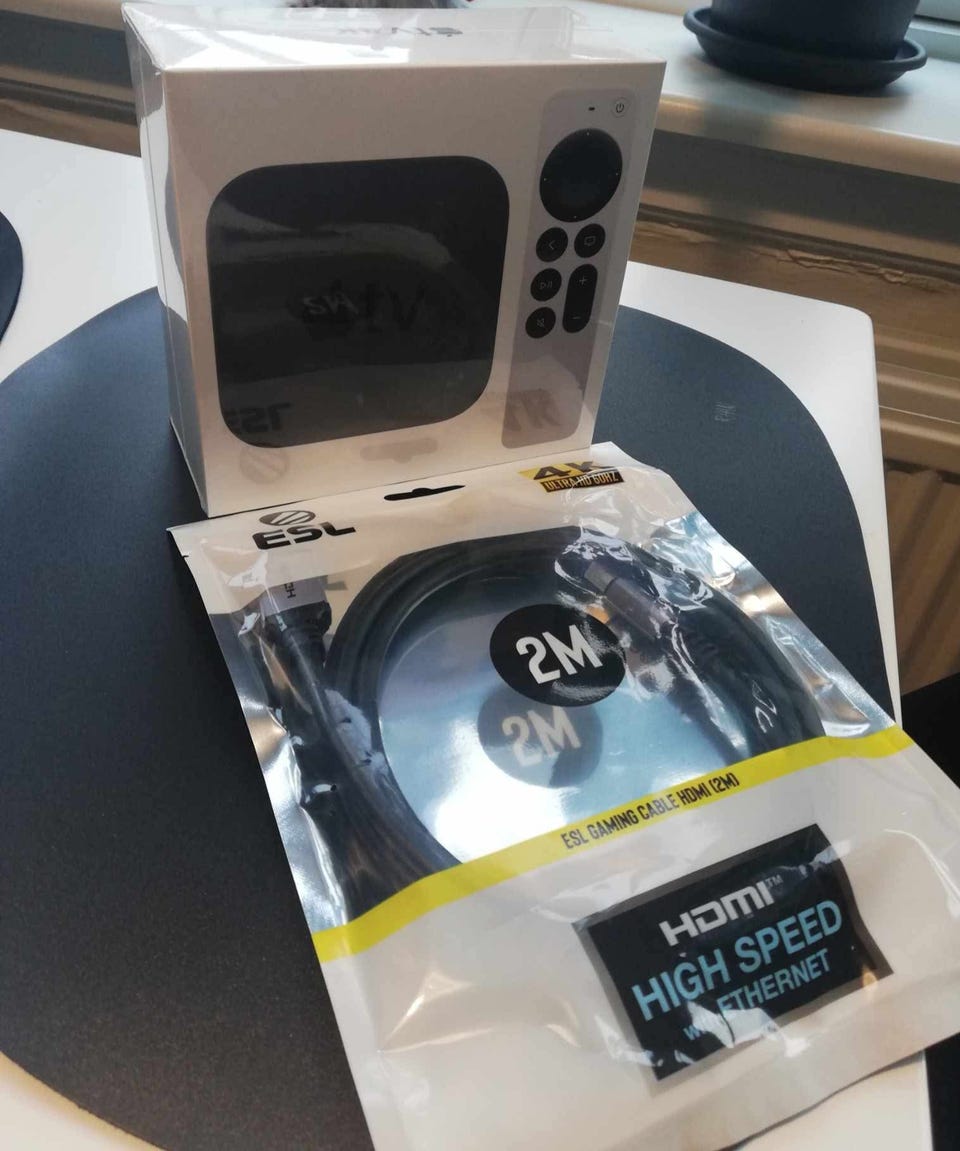 ESL
4K
ULTRA HD 60HZ
2M
ESL GAMING CABLE HDMI (2M)
HDMI™
HIGH SPEED
ETHERNET